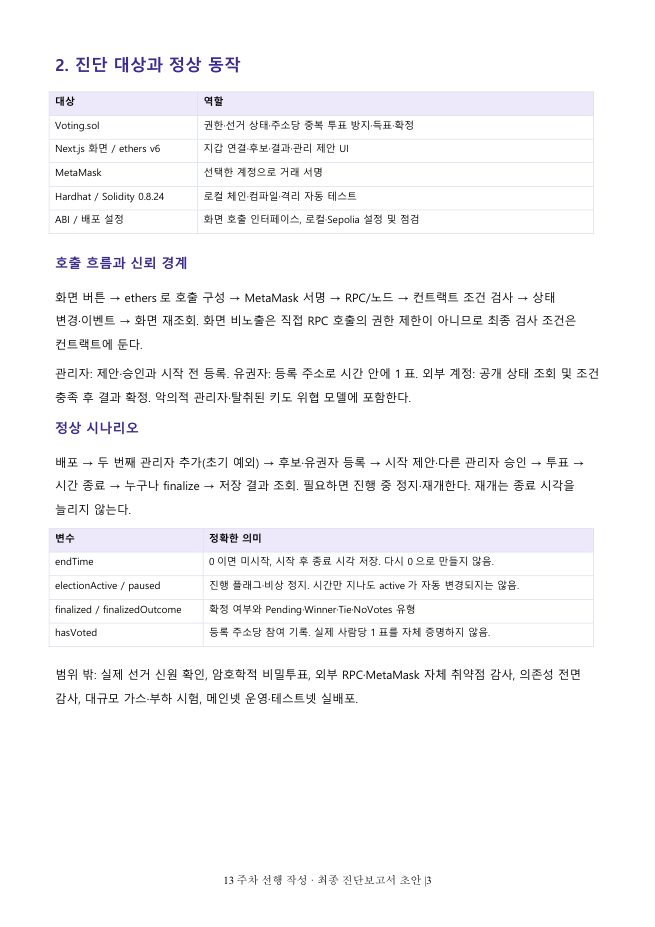 2. 진단 대상과 정상 동작
대상 역할
Voting.sol 권한·선거 상태·주소당 중복 투표 방지·득표·확정
Next.js 화면 / ethers v6 지갑 연결·후보·결과·관리 제안 UI
MetaMask 선택한 계정으로 거래 서명
Hardhat / Solidity 0.8.24 로컬 체인·컴파일·격리 자동 테스트
ABI / 배포 설정 화면 호출 인터페이스, 로컬·Sepolia 설정 및 점검
호출 흐름과 신뢰 경계
화면 버튼 → ethers 로 호출 구성 → MetaMask 서명 → RPC/노드 → 컨트랙트 조건 검사 → 상태
변경·이벤트 → 화면 재조회. 화면 비노출은 직접 RPC 호출의 권한 제한이 아니므로 최종 검사 조건은
컨트랙트에 둔다.
관리자: 제안·승인과 시작 전 등록. 유권자: 등록 주소로 시간 안에 1 표. 외부 계정: 공개 상태 조회 및 조건
충족 후 결과 확정. 악의적 관리자·탈취된 키도 위협 모델에 포함한다.
정상 시나리오
배포 → 두 번째 관리자 추가(초기 예외) → 후보·유권자 등록 → 시작 제안·다른 관리자 승인 → 투표 →
시간 종료 → 누구나 finalize → 저장 결과 조회. 필요하면 진행 중 정지·재개한다. 재개는 종료 시각을
늘리지 않는다.
변수 정확한 의미
endTime 0 이면 미시작, 시작 후 종료 시각 저장. 다시 0 으로 만들지 않음.
electionActive / paused 진행 플래그·비상 정지. 시간만 지나도 active 가 자동 변경되지는 않음.
finalized / finalizedOutcome 확정 여부와 Pending·Winner·Tie·NoVotes 유형
hasVoted 등록 주소당 참여 기록. 실제 사람당 1 표를 자체 증명하지 않음.
범위 밖: 실제 선거 신원 확인, 암호학적 비밀투표, 외부 RPC·MetaMask 자체 취약점 감사, 의존성 전면
감사, 대규모 가스·부하 시험, 메인넷 운영·테스트넷 실배포.
13 주차 선행 작성 · 최종 진단보고서 초안 |3